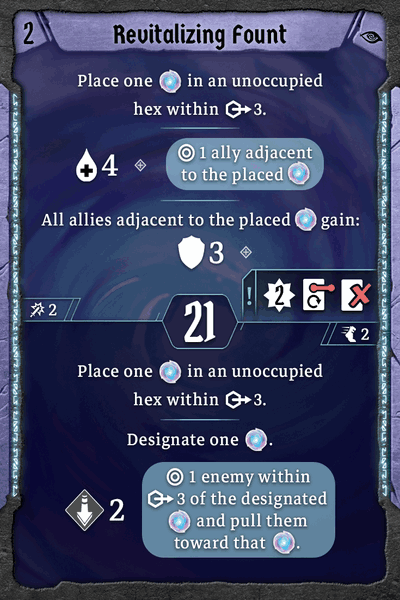 2 Revitalizing Fount
Place one in an unoccupied
hex within 3.
4 1 ally adjacent
to the placed
All allies adjacent to the placed gain:
3
2
! 2
21
2
Place one in an unoccupied
hex within 3.
Designate one .
1 enemy within
3 of the designated
2
and pull them
toward that .